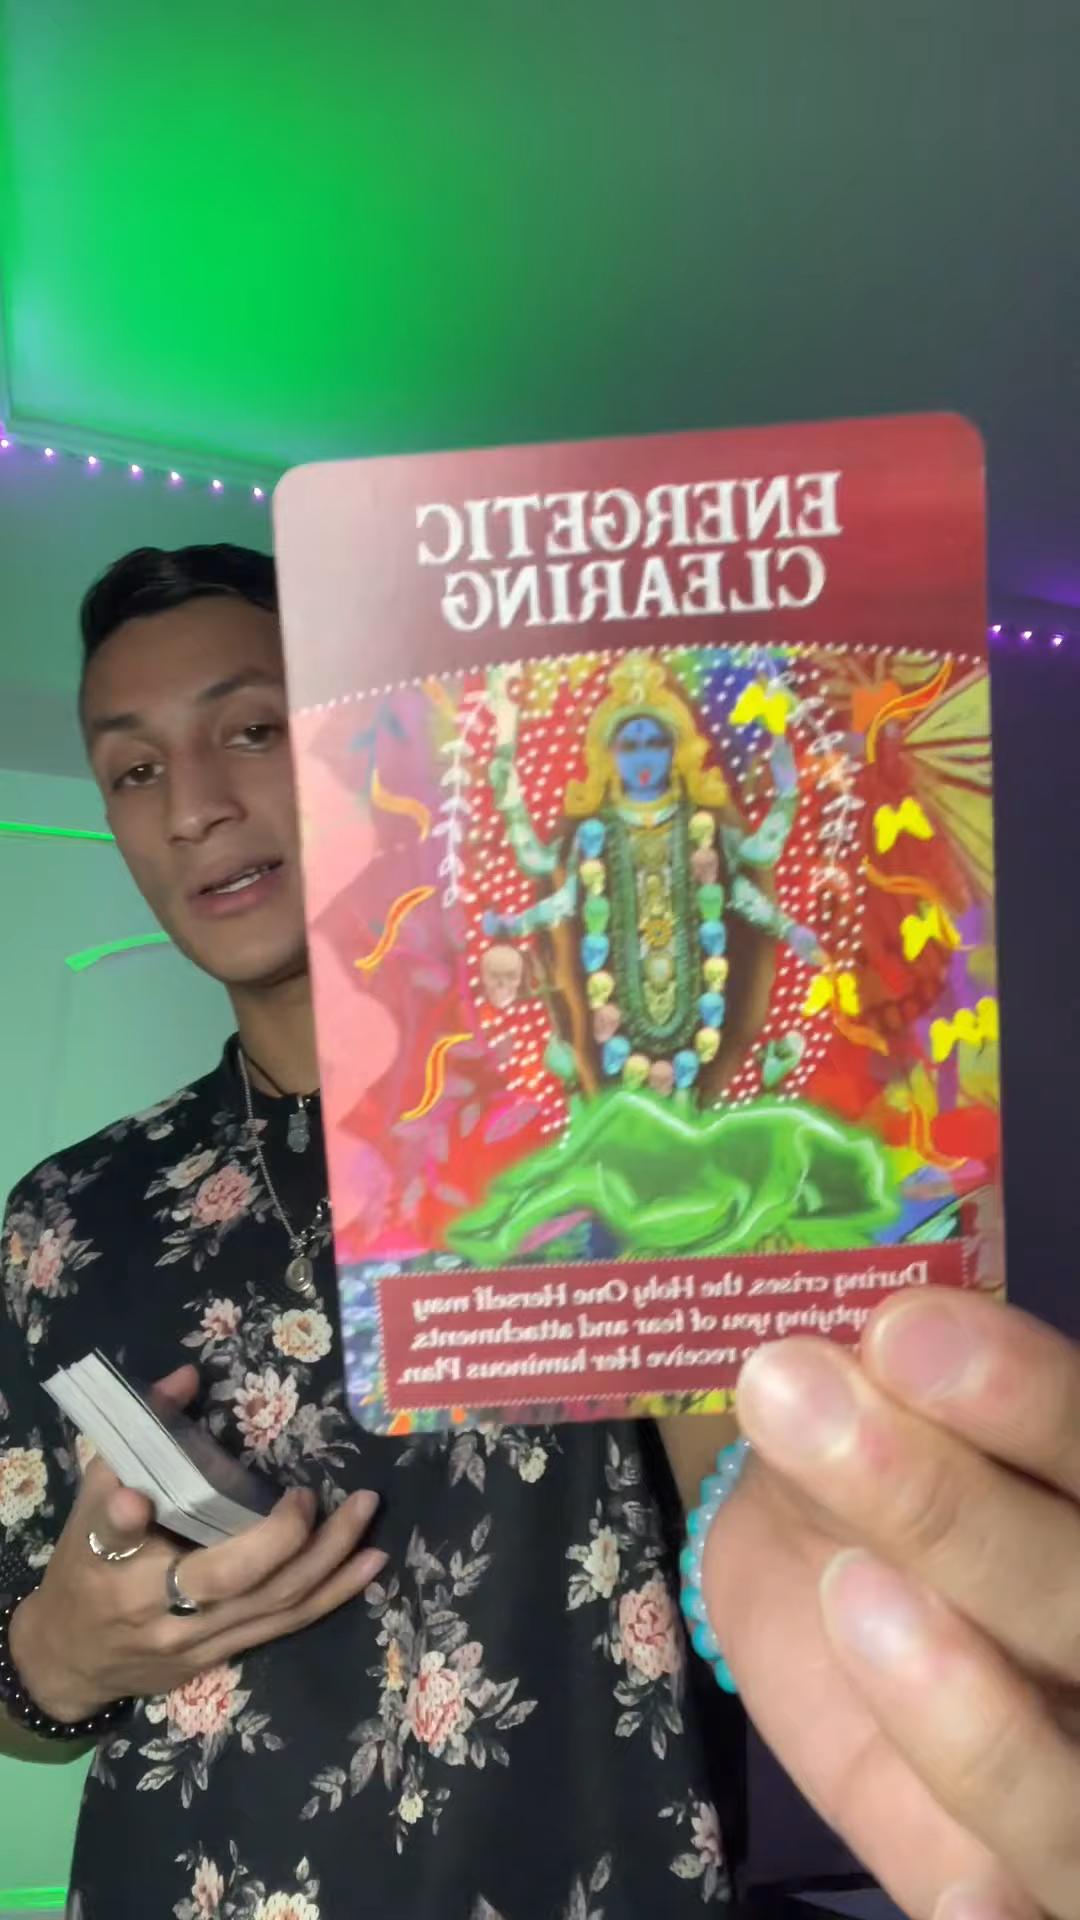 ENERGETIC
CLEARING
During crises, the Holy One Herself may
you of fear and attachments,
receive Her luminous Plan.